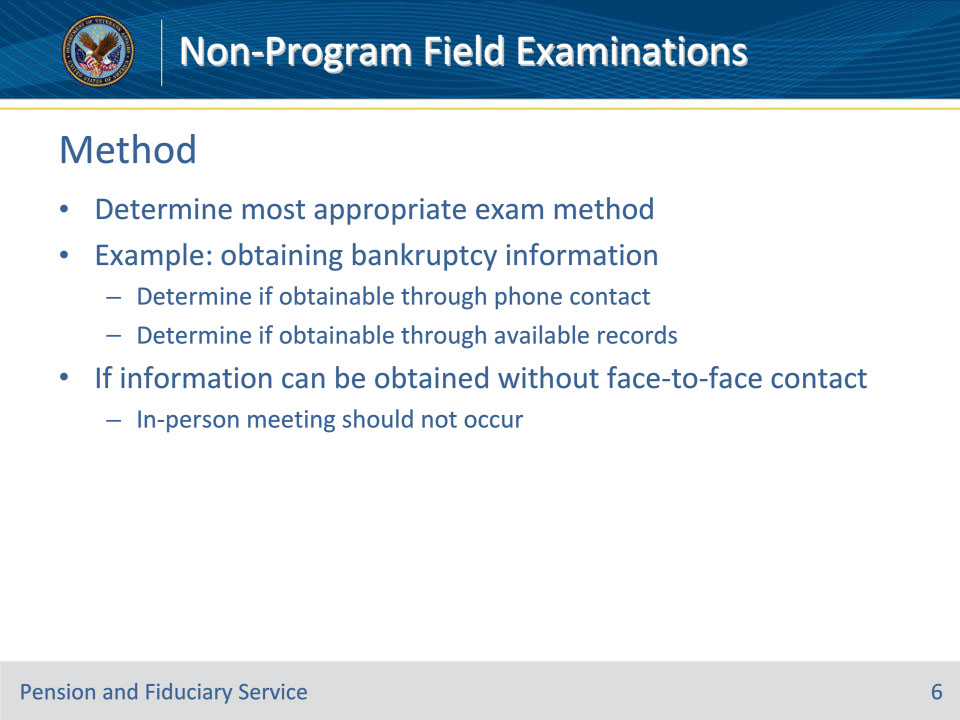 Non-Program Field Examinations
Method
• Determine most appropriate exam method
• Example: obtaining bankruptcy information
– Determine if obtainable through phone contact
– Determine if obtainable through available records
• If information can be obtained without face-to-face contact
– In-person meeting should not occur
Pension and Fiduciary Service
6